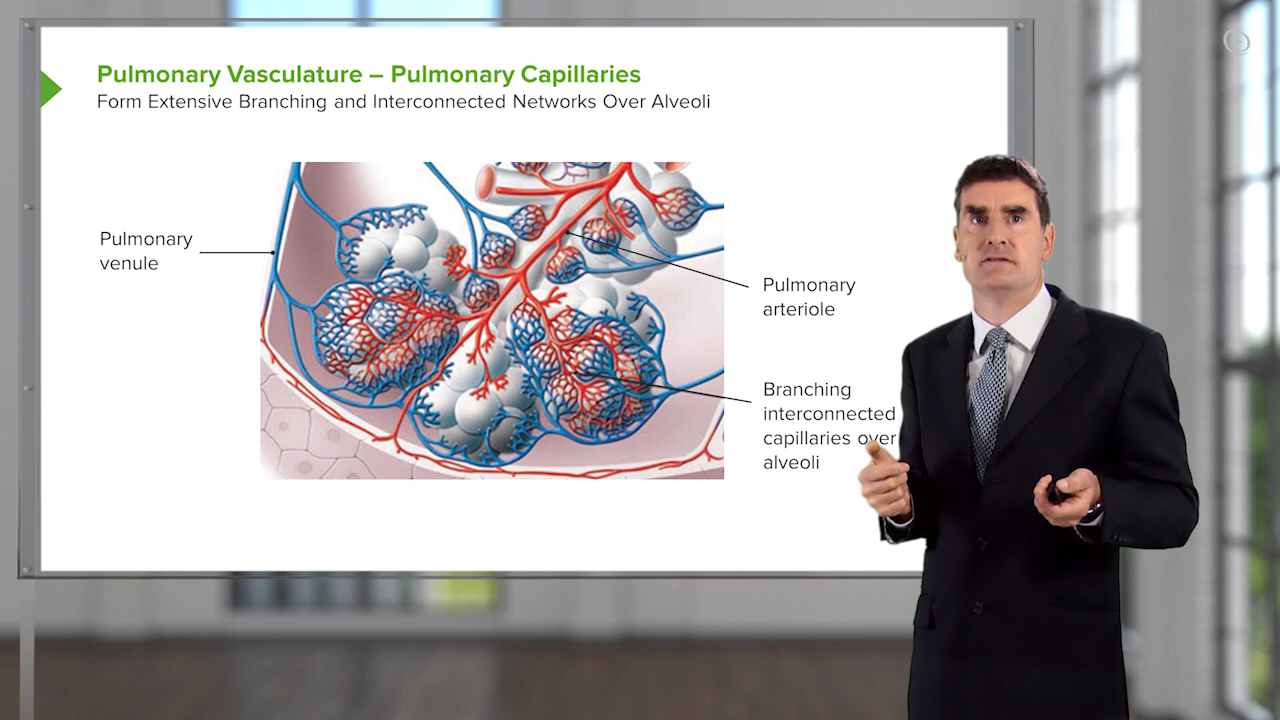 Pulmonary Vasculature – Pulmonary Capillaries
Form Extensive Branching and Interconnected Networks Over Alveoli
Pulmonary
venule
Pulmonary
arteriole
Branching
interconnected
capillaries over
alveoli